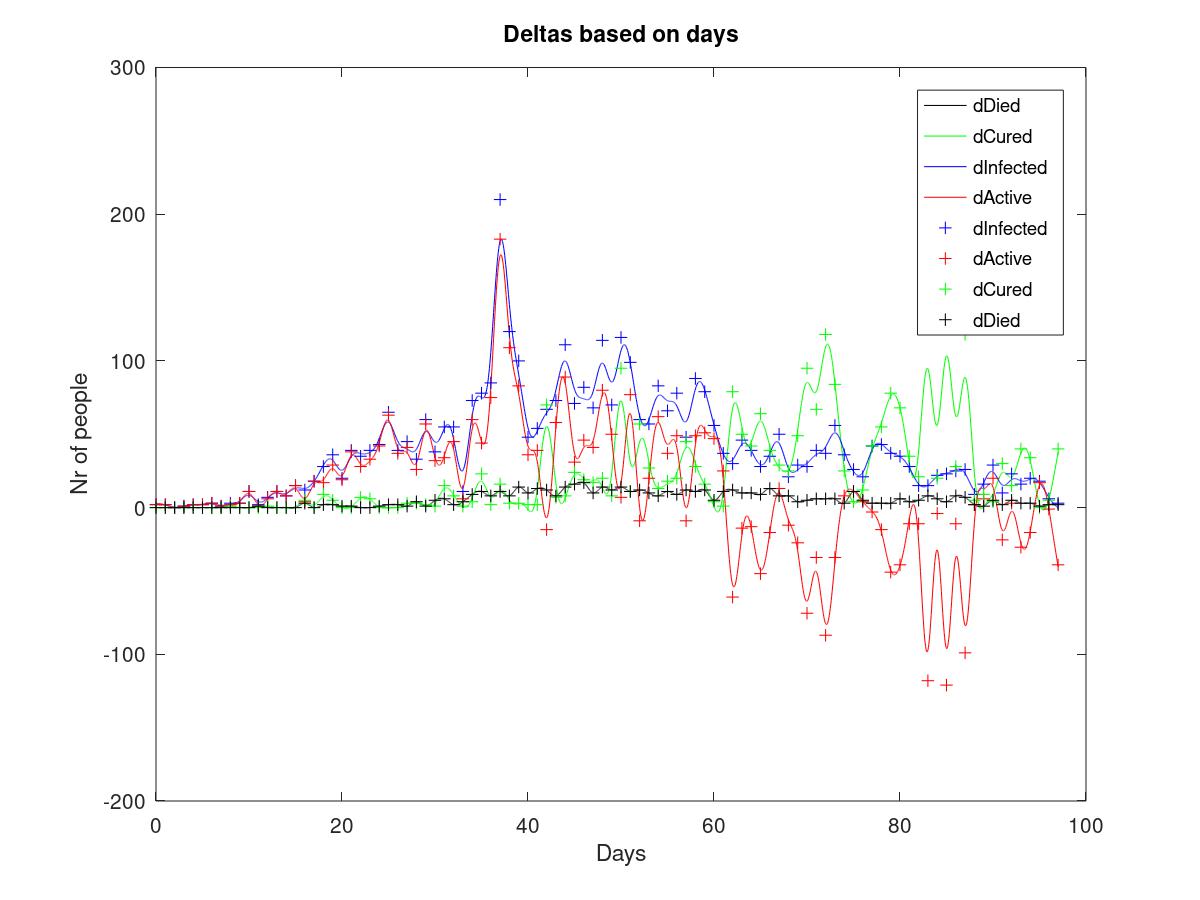 Deltas based on days
300
200
100
0
-100
-200
Nr of people
0 20 40 60 80 100
Days
dDied
dCured
dInfected
dActive
dInfected
dActive
dCured
dDied